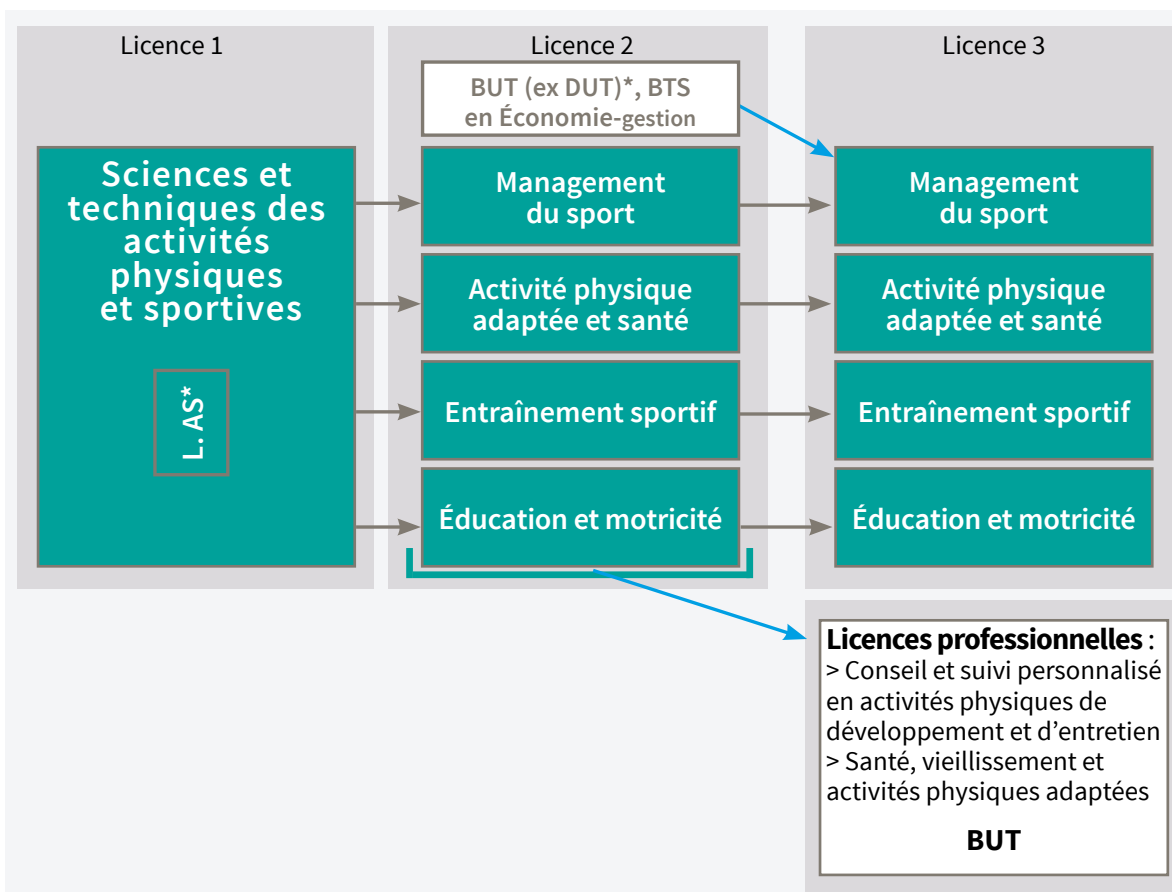 Licence 1
Licence 2
Licence 3
BUT (ex DUT)*, BTS
en Économie-gestion
Sciences et
techniques des
activités
physiques
et sportives
L. AS*
Management
du sport
Management
du sport
Activité physique
adaptée et santé
Activité physique
adaptée et santé
Entraînement sportif
Entraînement sportif
Éducation et motricité
Éducation et motricité
Licences professionnelles :
> Conseil et suivi personnalisé
en activités physiques de
développement et d’entretien
> Santé, vieillissement et
activités physiques adaptées
BUT